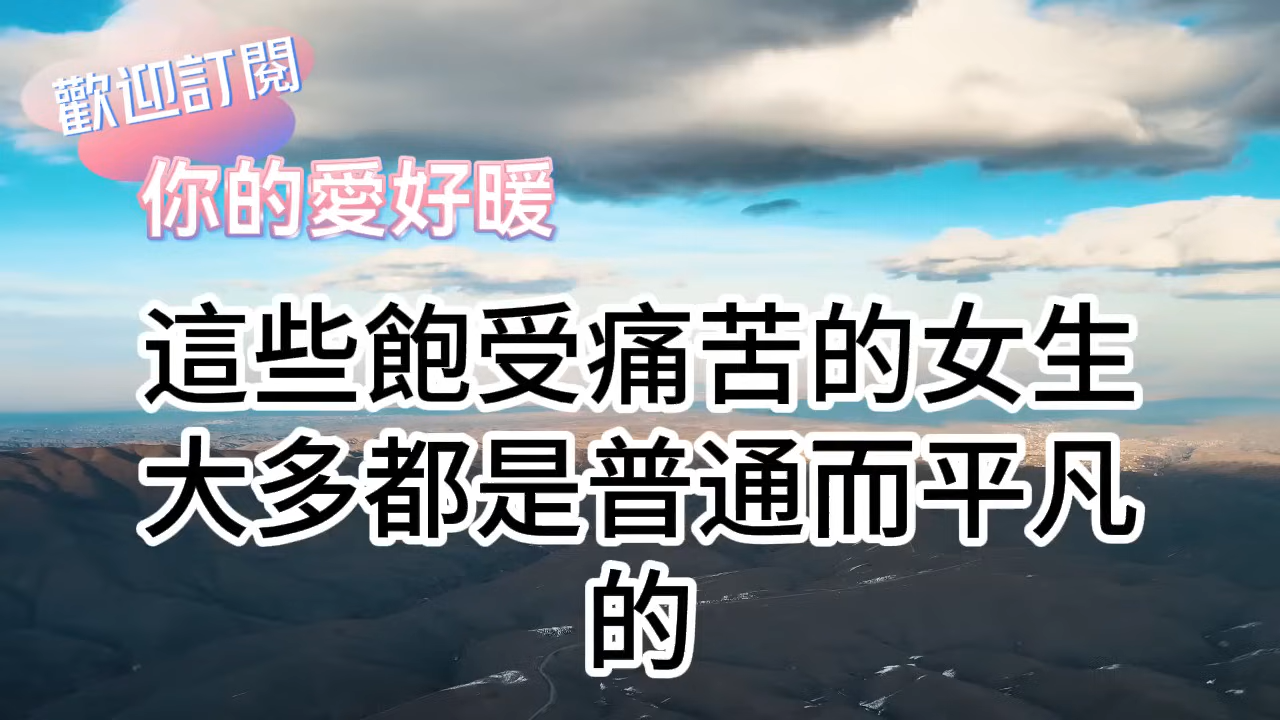 歡迎訂閱
你的愛好暖
這些飽受痛苦的女生
大多都是普通而平凡
的